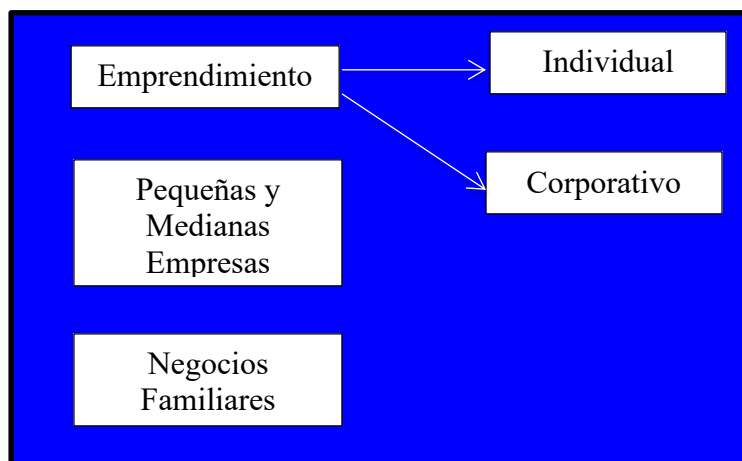 Emprendimiento
Individual
Corporativo
Pequeñas y
Medianas
Empresas
Negocios
Familiares